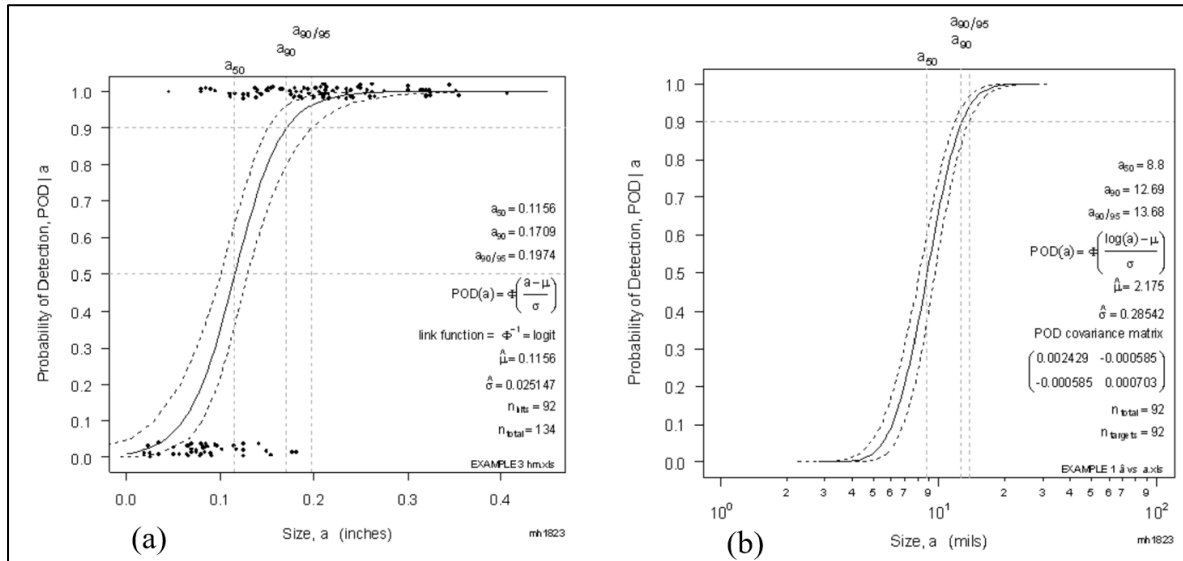 a90/95
a90
a50
1.0
0.9
0.8
0.7
0.6
0.5
0.4
0.3
0.2
0.1
0.0
Probability of Detection, POD | a
a50 = 0.1156
a90 = 0.1709
a90/95 = 0.1974
POD(a) = Φ((a−μ)/σ)
link function = Φ⁻¹ = logit
μ̂ = 0.1156
σ̂ = 0.025147
nhits = 92
ntotal = 134
EXAMPLE 3 hm.xls
0.0 0.1 0.2 0.3 0.4
Size, a (inches)
mh1823
(a)
a90/95
a90
a50
1.0
0.9
0.8
0.7
0.6
0.5
0.4
0.3
0.2
0.1
0.0
Probability of Detection, POD | a
a50 = 8.8
a90 = 12.69
a90/95 = 13.68
POD(a) = Φ((log(a)−μ)/σ)
μ̂ = 2.175
σ̂ = 0.28542
POD covariance matrix
0.002429 -0.000585
-0.000585 0.000703
ntotal = 92
ntargets = 92
EXAMPLE 1 â vs a.xls
2 3 4 5 6 7 9 2 3 4 5 6 7 9
10⁰ 10¹ 10²
Size, a (mils)
mh1823
(b)